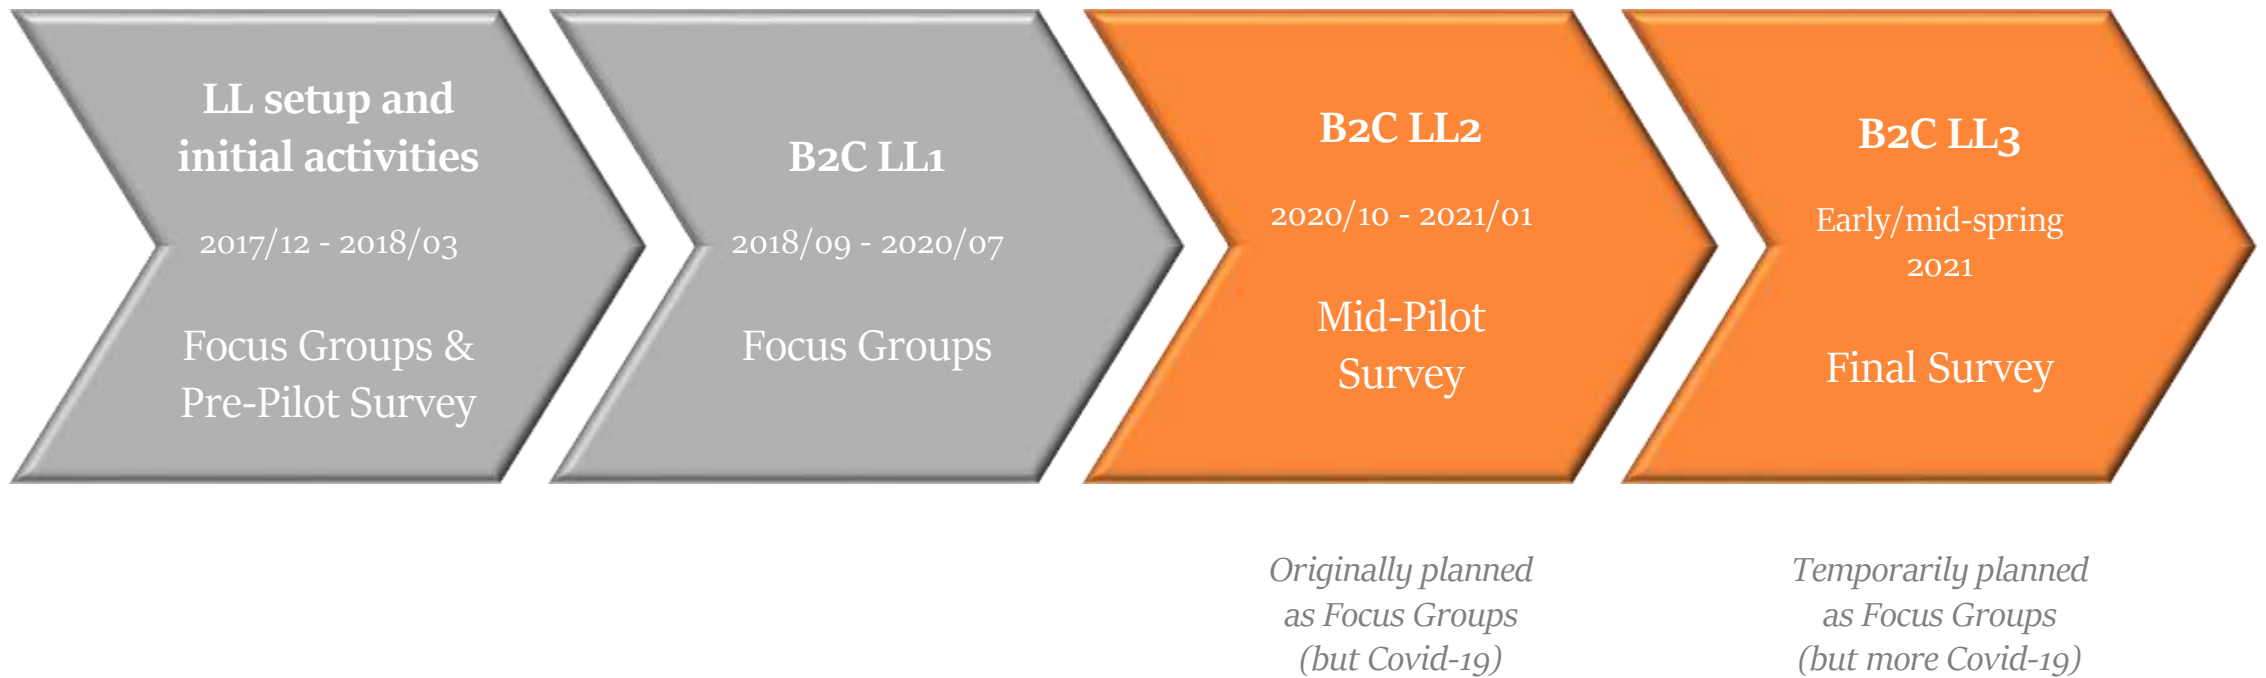 LL setup and
initial activities
2017/12 - 2018/03
Focus Groups &
Pre-Pilot Survey
B2C LL1
2018/09 - 2020/07
Focus Groups
B2C LL2
2020/10 - 2021/01
Mid-Pilot
Survey
Originally planned
as Focus Groups
(but Covid-19)
B2C LL3
Early/mid-spring
2021
Final Survey
Temporarily planned
as Focus Groups
(but more Covid-19)